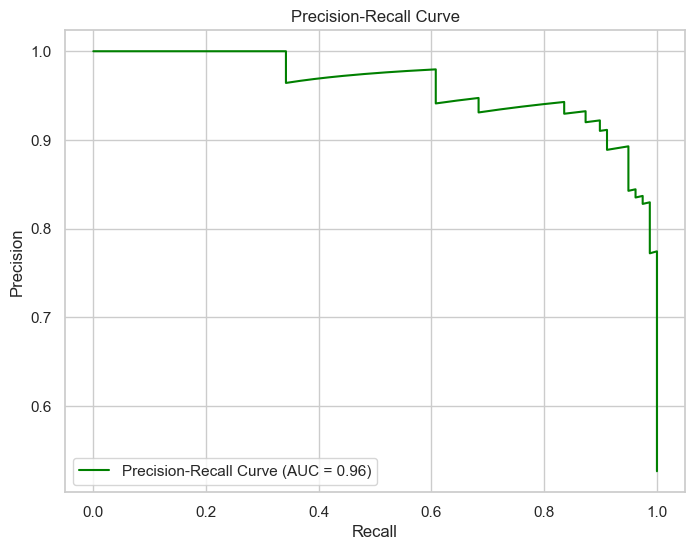 Precision-Recall Curve
1.0
0.9
0.8
0.7
0.6
Precision
Precision-Recall Curve (AUC = 0.96)
0.0 0.2 0.4 0.6 0.8 1.0
Recall